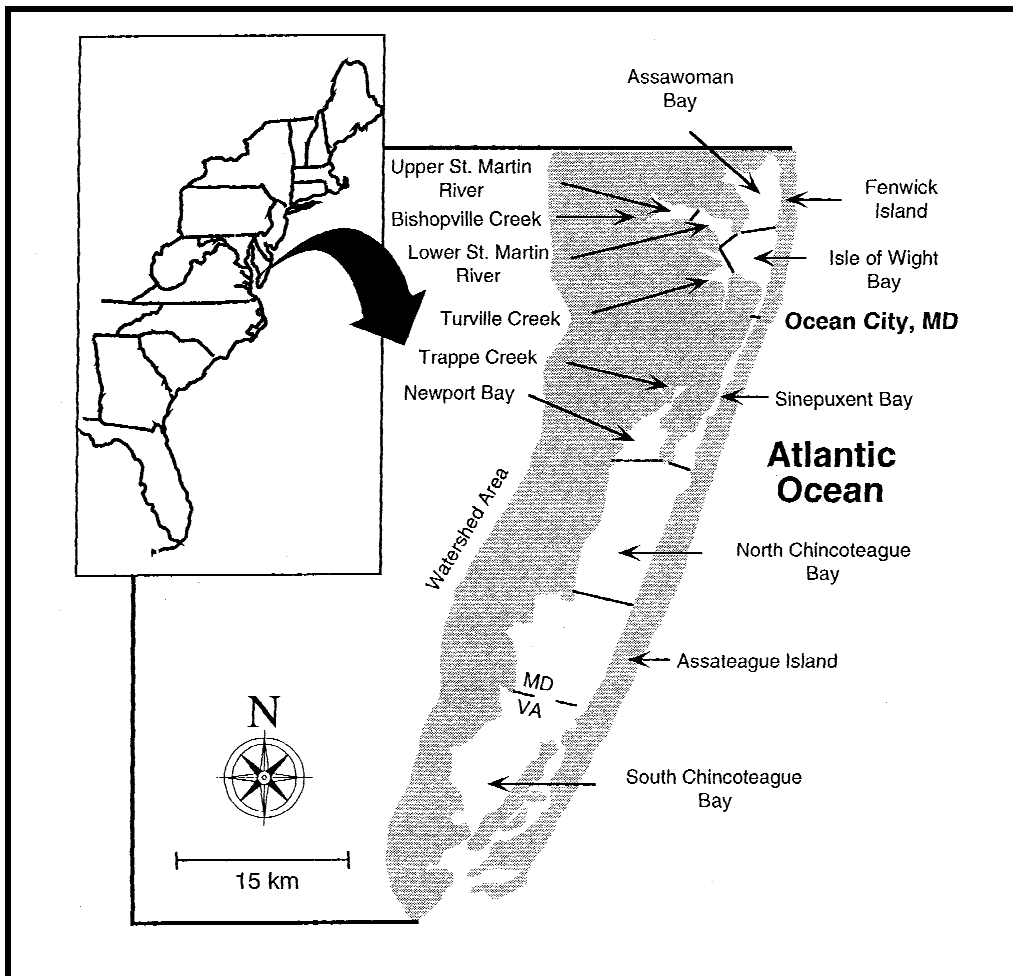 Assawoman
Bay
Upper St. Martin
River
Fenwick
Island
Bishopville Creek
Lower St. Martin
River
Isle of Wight
Bay
Turville Creek
Ocean City, MD
Trappe Creek
Newport Bay
Sinepuxent Bay
Atlantic
Ocean
Watershed Area
North Chincoteague
Bay
Assateague Island
MD
VA
N
South Chincoteague
Bay
15 km